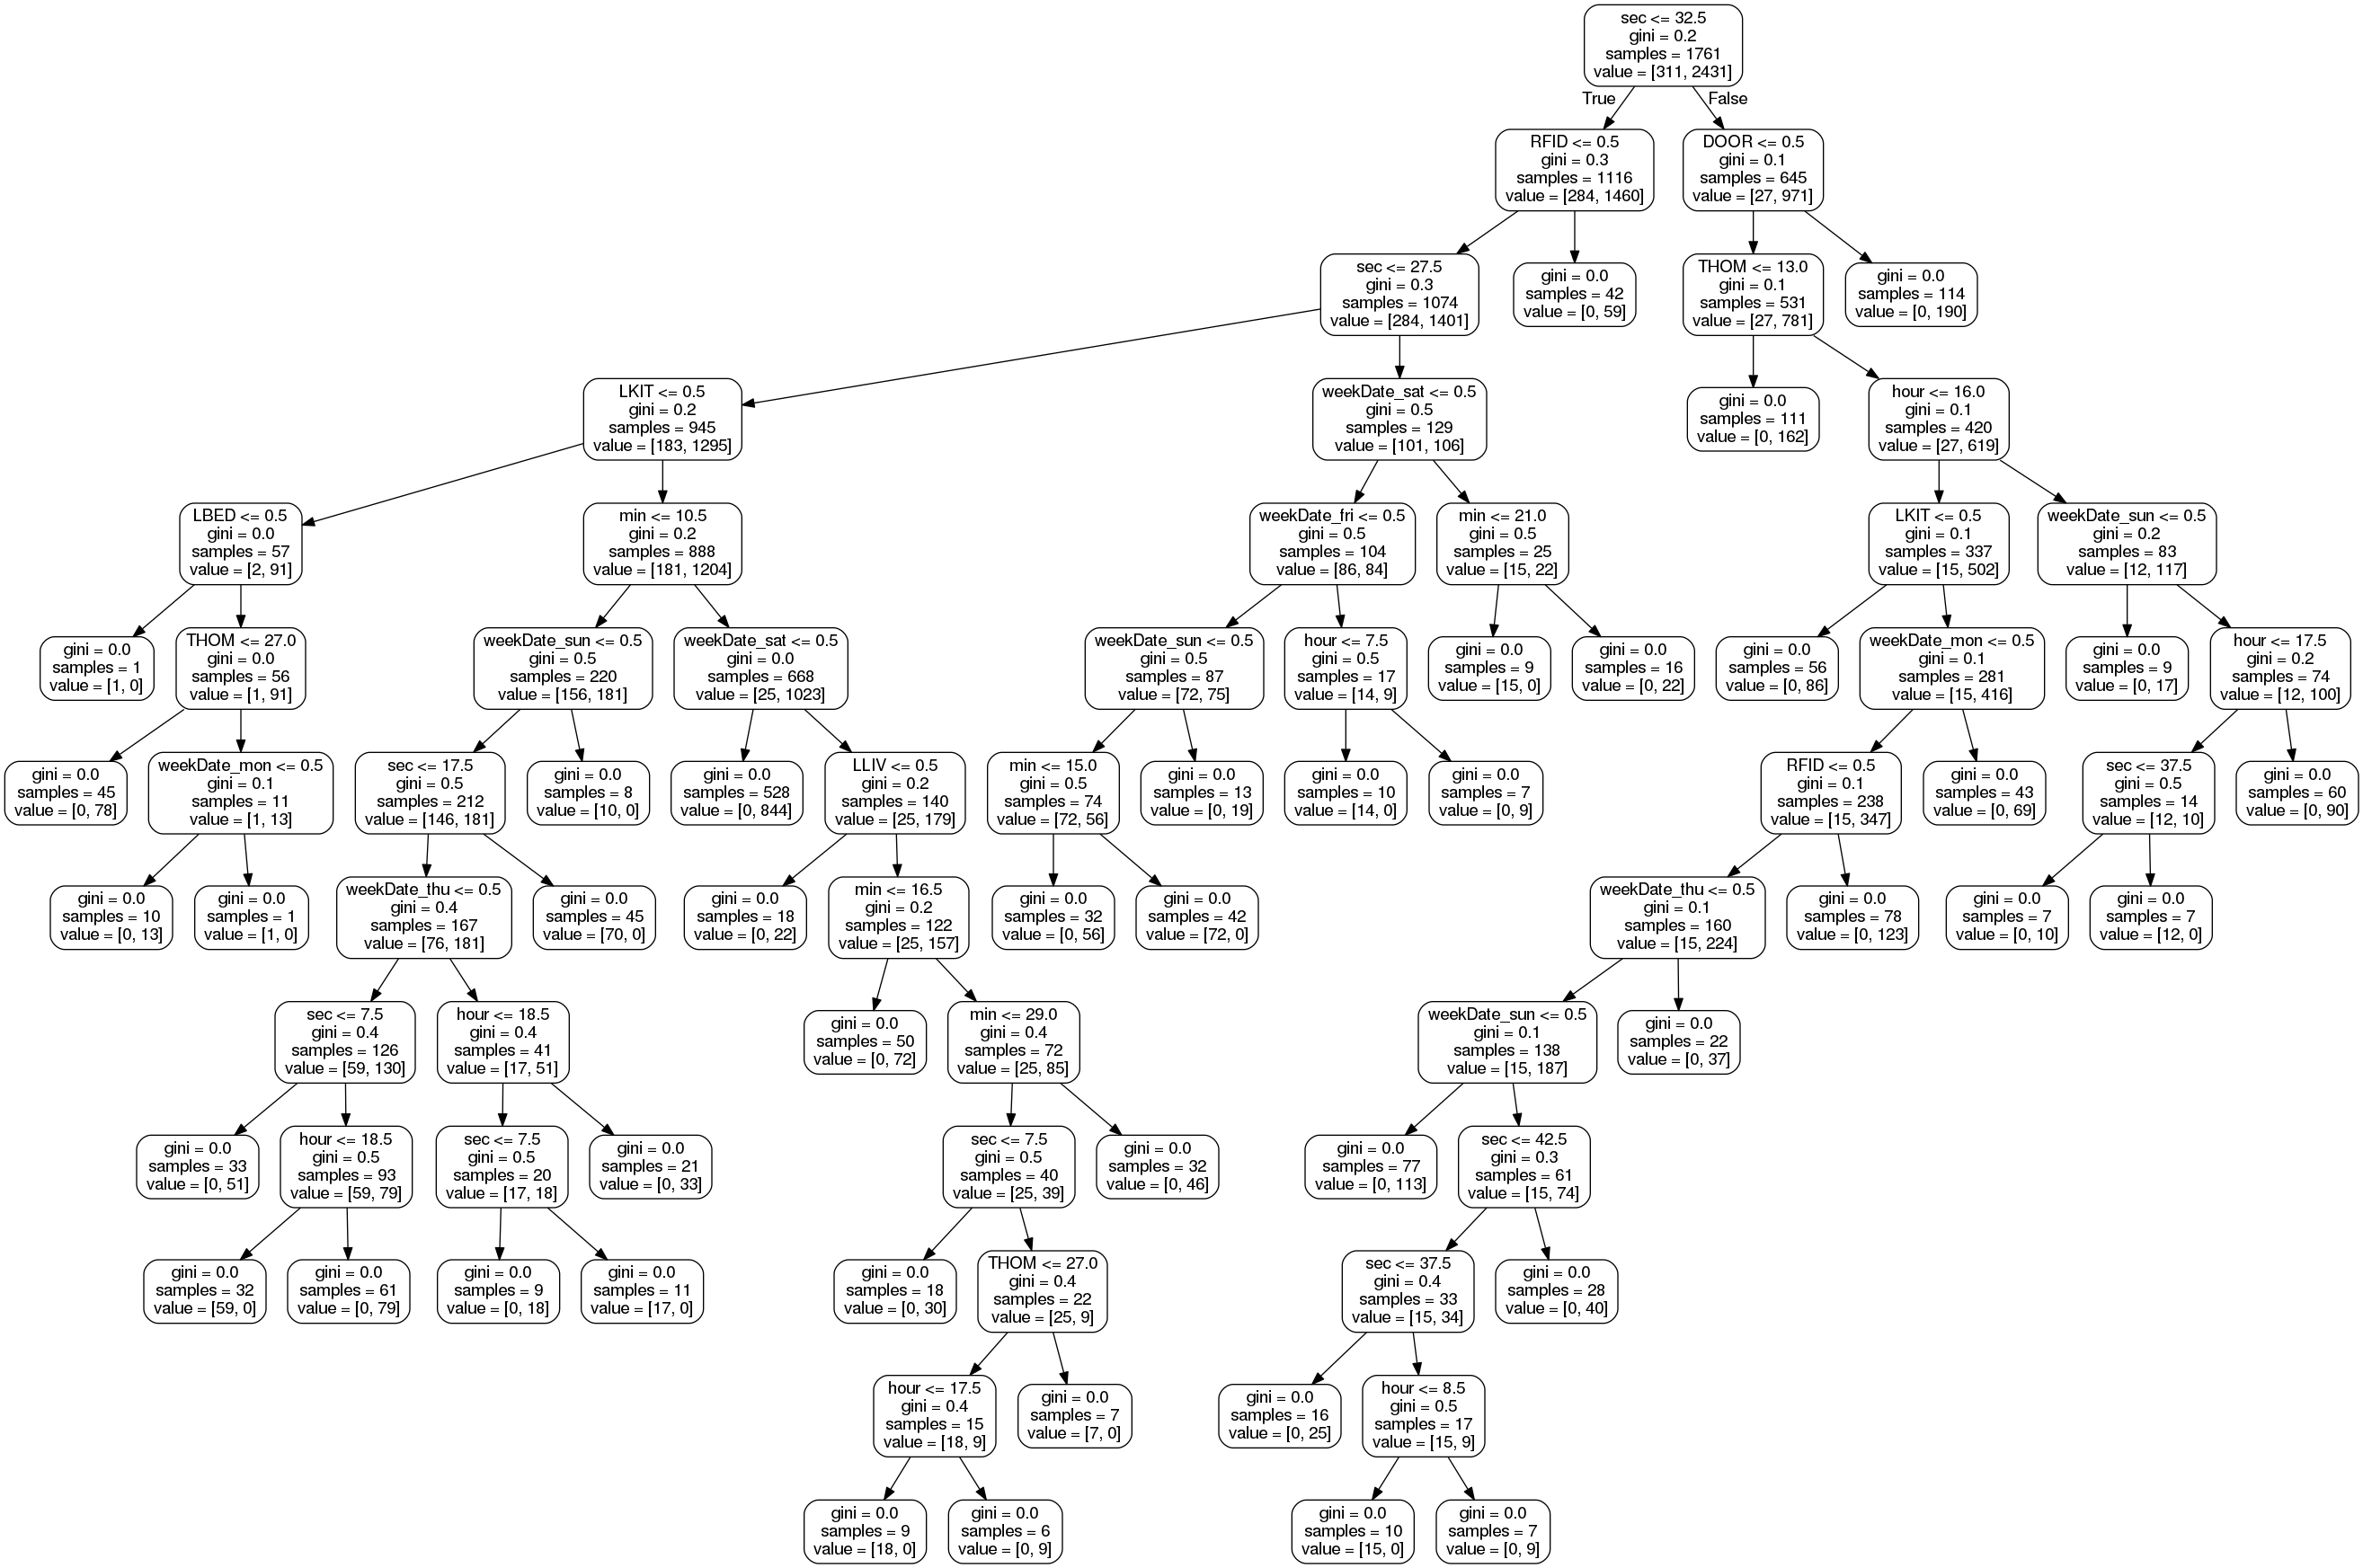 sec <= 32.5
gini = 0.2
samples = 1761
value = [311, 2431]
True
False
RFID <= 0.5
gini = 0.3
samples = 1116
value = [284, 1460]
DOOR <= 0.5
gini = 0.1
samples = 645
value = [27, 971]
sec <= 27.5
gini = 0.3
samples = 1074
value = [284, 1401]
gini = 0.0
samples = 42
value = [0, 59]
THOM <= 13.0
gini = 0.1
samples = 531
value = [27, 781]
gini = 0.0
samples = 114
value = [0, 190]
LKIT <= 0.5
gini = 0.2
samples = 945
value = [183, 1295]
weekDate_sat <= 0.5
gini = 0.5
samples = 129
value = [101, 106]
gini = 0.0
samples = 111
value = [0, 162]
hour <= 16.0
gini = 0.1
samples = 420
value = [27, 619]
LBED <= 0.5
gini = 0.0
samples = 57
value = [2, 91]
min <= 10.5
gini = 0.2
samples = 888
value = [181, 1204]
weekDate_fri <= 0.5
gini = 0.5
samples = 104
value = [86, 84]
min <= 21.0
gini = 0.5
samples = 25
value = [15, 22]
LKIT <= 0.5
gini = 0.1
samples = 337
value = [15, 502]
weekDate_sun <= 0.5
gini = 0.2
samples = 83
value = [12, 117]
gini = 0.0
samples = 1
value = [1, 0]
THOM <= 27.0
gini = 0.0
samples = 56
value = [1, 91]
weekDate_sun <= 0.5
gini = 0.5
samples = 220
value = [156, 181]
weekDate_sat <= 0.5
gini = 0.0
samples = 668
value = [25, 1023]
weekDate_sun <= 0.5
gini = 0.5
samples = 87
value = [72, 75]
hour <= 7.5
gini = 0.5
samples = 17
value = [14, 9]
gini = 0.0
samples = 9
value = [15, 0]
gini = 0.0
samples = 16
value = [0, 22]
gini = 0.0
samples = 56
value = [0, 86]
weekDate_mon <= 0.5
gini = 0.1
samples = 281
value = [15, 416]
gini = 0.0
samples = 9
value = [0, 17]
hour <= 17.5
gini = 0.2
samples = 74
value = [12, 100]
gini = 0.0
samples = 45
value = [0, 78]
weekDate_mon <= 0.5
gini = 0.1
samples = 11
value = [1, 13]
sec <= 17.5
gini = 0.5
samples = 212
value = [146, 181]
gini = 0.0
samples = 8
value = [10, 0]
gini = 0.0
samples = 528
value = [0, 844]
LLIV <= 0.5
gini = 0.2
samples = 140
value = [25, 179]
min <= 15.0
gini = 0.5
samples = 74
value = [72, 56]
gini = 0.0
samples = 13
value = [0, 19]
gini = 0.0
samples = 10
value = [14, 0]
gini = 0.0
samples = 7
value = [0, 9]
RFID <= 0.5
gini = 0.1
samples = 238
value = [15, 347]
gini = 0.0
samples = 43
value = [0, 69]
sec <= 37.5
gini = 0.5
samples = 14
value = [12, 10]
gini = 0.0
samples = 60
value = [0, 90]
gini = 0.0
samples = 10
value = [0, 13]
gini = 0.0
samples = 1
value = [1, 0]
weekDate_thu <= 0.5
gini = 0.4
samples = 167
value = [76, 181]
gini = 0.0
samples = 45
value = [70, 0]
gini = 0.0
samples = 18
value = [0, 22]
min <= 16.5
gini = 0.2
samples = 122
value = [25, 157]
gini = 0.0
samples = 32
value = [0, 56]
gini = 0.0
samples = 42
value = [72, 0]
weekDate_thu <= 0.5
gini = 0.1
samples = 160
value = [15, 224]
gini = 0.0
samples = 78
value = [0, 123]
gini = 0.0
samples = 7
value = [0, 10]
gini = 0.0
samples = 7
value = [12, 0]
sec <= 7.5
gini = 0.4
samples = 126
value = [59, 130]
hour <= 18.5
gini = 0.4
samples = 41
value = [17, 51]
gini = 0.0
samples = 50
value = [0, 72]
min <= 29.0
gini = 0.4
samples = 72
value = [25, 85]
weekDate_sun <= 0.5
gini = 0.1
samples = 138
value = [15, 187]
gini = 0.0
samples = 22
value = [0, 37]
gini = 0.0
samples = 33
value = [0, 51]
hour <= 18.5
gini = 0.5
samples = 93
value = [59, 79]
sec <= 7.5
gini = 0.5
samples = 20
value = [17, 18]
gini = 0.0
samples = 21
value = [0, 33]
sec <= 7.5
gini = 0.5
samples = 40
value = [25, 39]
gini = 0.0
samples = 32
value = [0, 46]
gini = 0.0
samples = 77
value = [0, 113]
sec <= 42.5
gini = 0.3
samples = 61
value = [15, 74]
gini = 0.0
samples = 32
value = [59, 0]
gini = 0.0
samples = 61
value = [0, 79]
gini = 0.0
samples = 9
value = [0, 18]
gini = 0.0
samples = 11
value = [17, 0]
gini = 0.0
samples = 18
value = [0, 30]
THOM <= 27.0
gini = 0.4
samples = 22
value = [25, 9]
sec <= 37.5
gini = 0.4
samples = 33
value = [15, 34]
gini = 0.0
samples = 28
value = [0, 40]
hour <= 17.5
gini = 0.4
samples = 15
value = [18, 9]
gini = 0.0
samples = 7
value = [7, 0]
gini = 0.0
samples = 16
value = [0, 25]
hour <= 8.5
gini = 0.5
samples = 17
value = [15, 9]
gini = 0.0
samples = 9
value = [18, 0]
gini = 0.0
samples = 6
value = [0, 9]
gini = 0.0
samples = 10
value = [15, 0]
gini = 0.0
samples = 7
value = [0, 9]